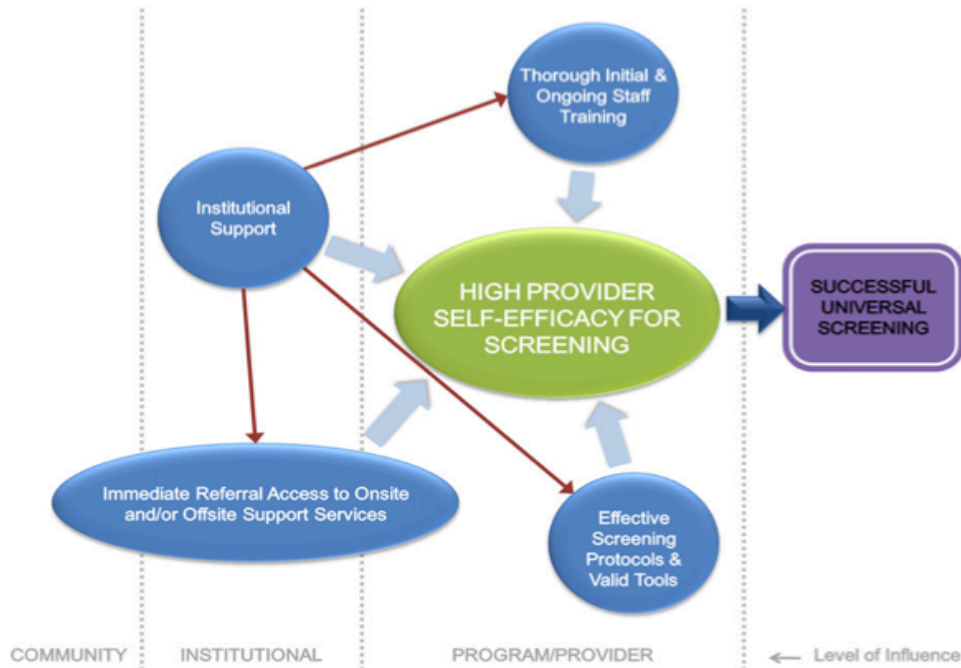 Thorough Initial &
Ongoing Staff
Training
Institutional
Support
HIGH PROVIDER
SELF-EFFICACY FOR
SCREENING
SUCCESSFUL
UNIVERSAL
SCREENING
Immediate Referral Access to Onsite
and/or Offsite Support Services
Effective
Screening
Protocols &
Valid Tools
COMMUNITY
INSTITUTIONAL
PROGRAM/PROVIDER
Level of Influence